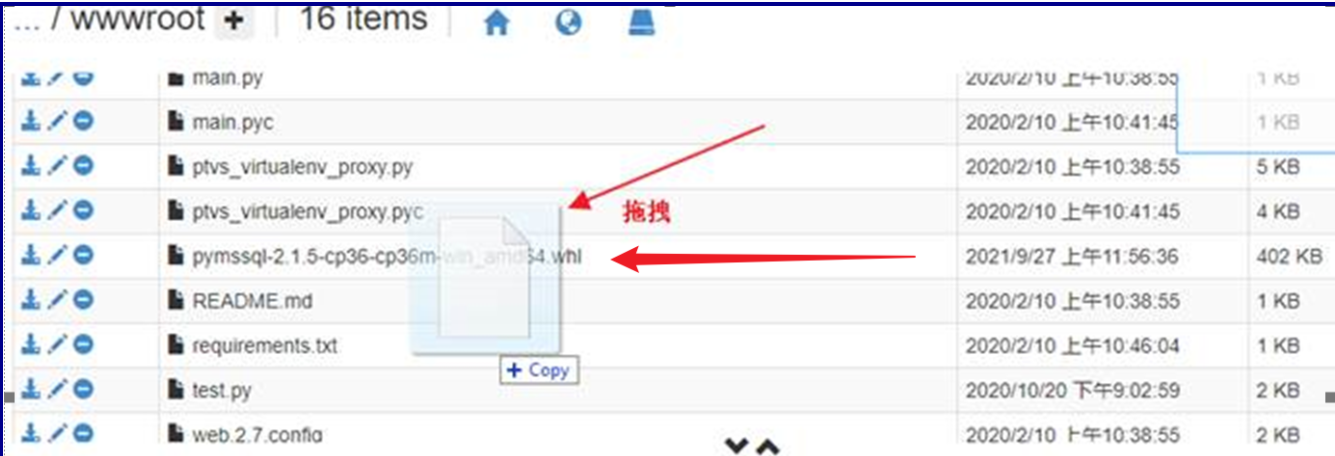 ... / wwwroot + 16 items
main.py 2020/2/10 上午10:38:55 1 KB
main.pyc 2020/2/10 上午10:41:45 1 KB
ptvs_virtualenv_proxy.py 2020/2/10 上午10:38:55 5 KB
ptvs_virtualenv_proxy.pyc 2020/2/10 上午10:41:45 4 KB
拖拽
pymssql-2.1.5-cp36-cp36m-win_amd64.whl 2021/9/27 上午11:56:36 402 KB
README.md 2020/2/10 上午10:38:55 1 KB
requirements.txt 2020/2/10 上午10:46:04 1 KB
+ Copy
test.py 2020/10/20 下午9:02:59 2 KB
web.2.7.config 2020/2/10 上午10:38:55 2 KB